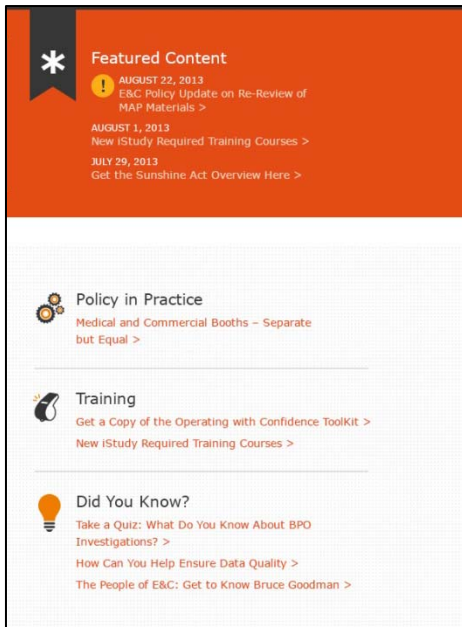 Featured Content
AUGUST 22, 2013
E&C Policy Update on Re-Review of
MAP Materials >
AUGUST 1, 2013
New iStudy Required Training Courses >
JULY 29, 2013
Get the Sunshine Act Overview Here >
Policy in Practice
Medical and Commercial Booths – Separate
but Equal >
Training
Get a Copy of the Operating with Confidence ToolKit >
New iStudy Required Training Courses >
Did You Know?
Take a Quiz: What Do You Know About BPO
Investigations? >
How Can You Help Ensure Data Quality >
The People of E&C: Get to Know Bruce Goodman >